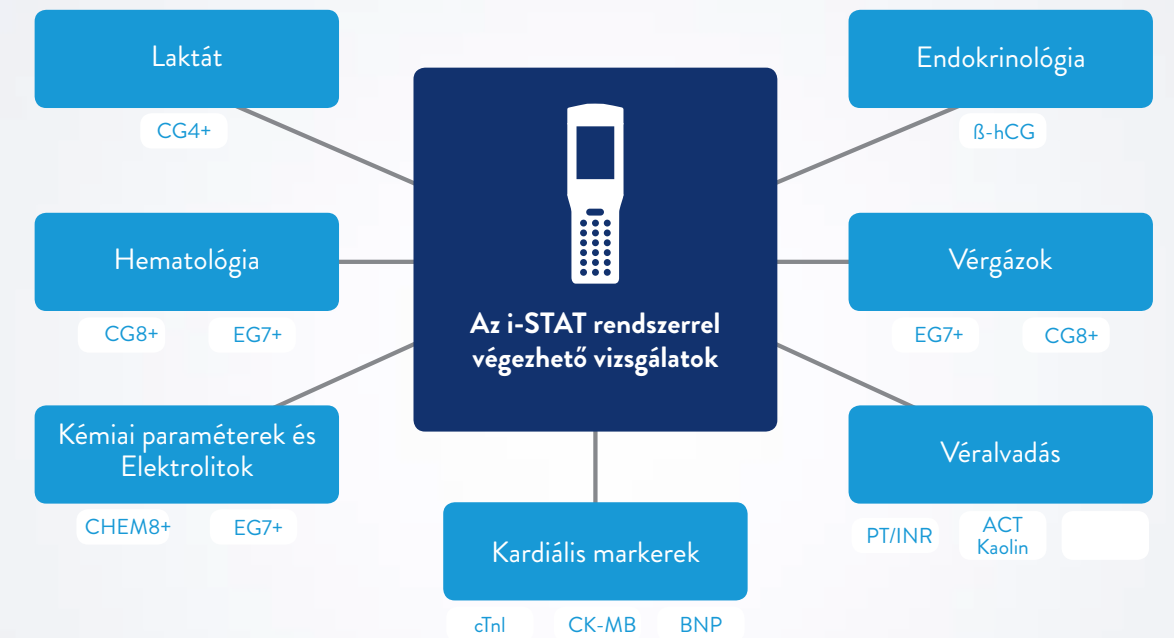 Laktát
CG4+
Endokrinológia
ß-hCG
Hematológia
CG8+ EG7+
Az i-STAT rendszerrel
végezhető vizsgálatok
Vérgázok
EG7+ CG8+
Kémiai paraméterek és
Elektrolitok
CHEM8+ EG7+
Kardiális markerek
cTnl CK-MB BNP
Véralvadás
PT/INR
ACT
Kaolin